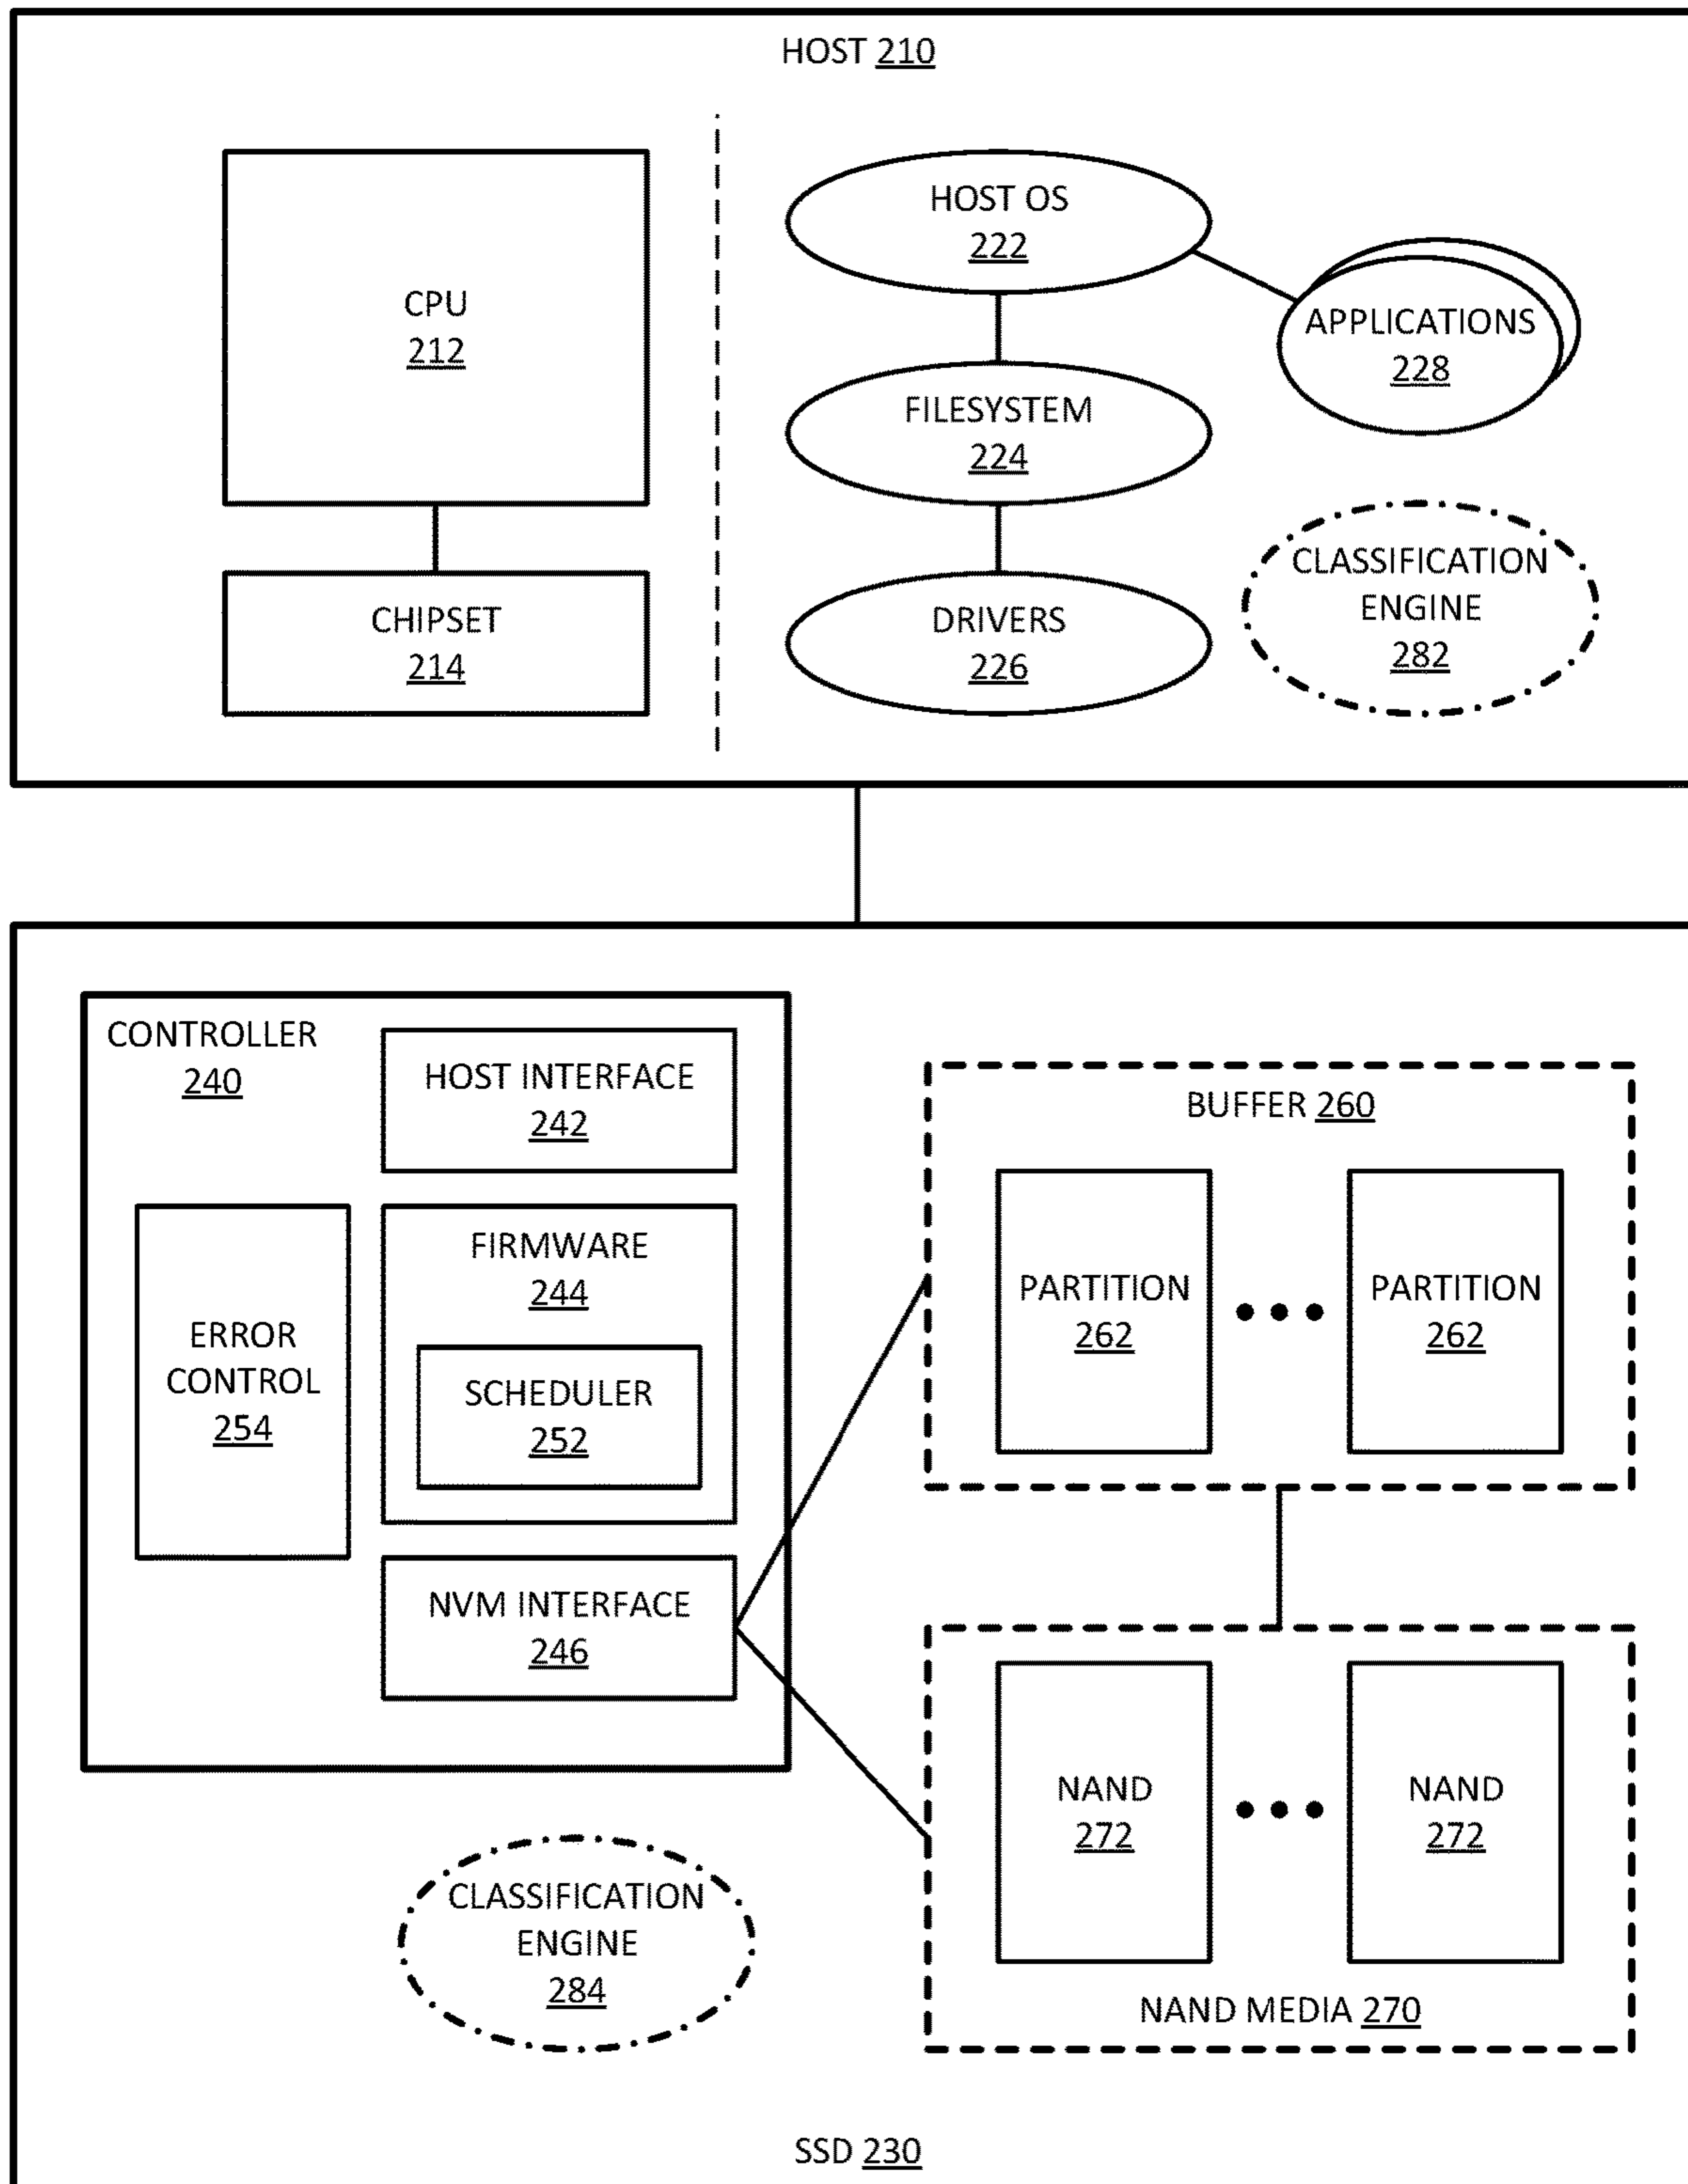 HOST 210
CPU
212
CHIPSET
214
HOST OS
222
APPLICATIONS
228
FILESYSTEM
224
DRIVERS
226
CLASSIFICATION
ENGINE
282
CONTROLLER
240
HOST INTERFACE
242
FIRMWARE
244
SCHEDULER
252
ERROR
CONTROL
254
NVM INTERFACE
246
BUFFER 260
PARTITION
262
PARTITION
262
NAND
272
NAND
272
NAND MEDIA 270
CLASSIFICATION
ENGINE
284
SSD 230